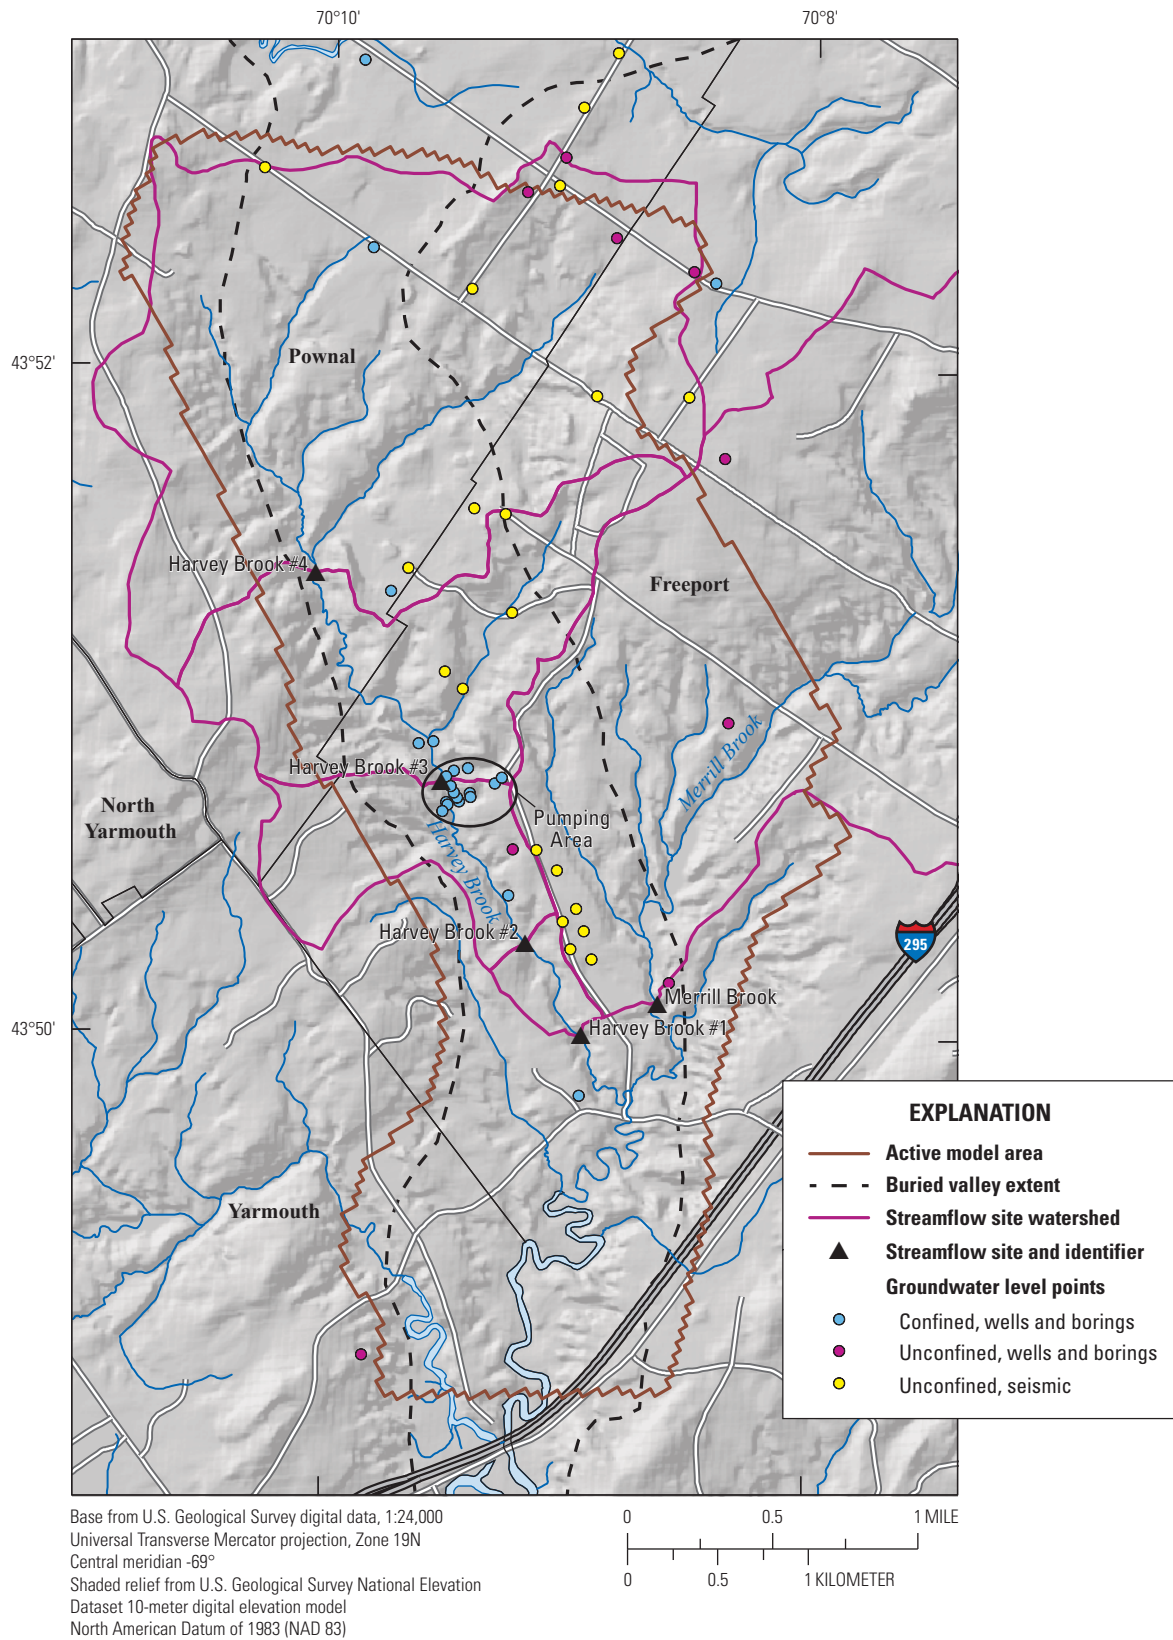 70°10'
70°8'
43°52'
Pownal
Harvey Brook #4
Freeport
Merrill Brook
Harvey Brook #3
North
Yarmouth
Pumping
Area
Harvey Brook
Harvey Brook #2
295
Merrill Brook
43°50'
Harvey Brook #1
Yarmouth
EXPLANATION
Active model area
Buried valley extent
Streamflow site watershed
Streamflow site and identifier
Groundwater level points
Confined, wells and borings
Unconfined, wells and borings
Unconfined, seismic
Base from U.S. Geological Survey digital data, 1:24,000
Universal Transverse Mercator projection, Zone 19N
Central meridian -69°
Shaded relief from U.S. Geological Survey National Elevation
Dataset 10-meter digital elevation model
North American Datum of 1983 (NAD 83)
0 0.5 1 MILE
0 0.5 1 KILOMETER